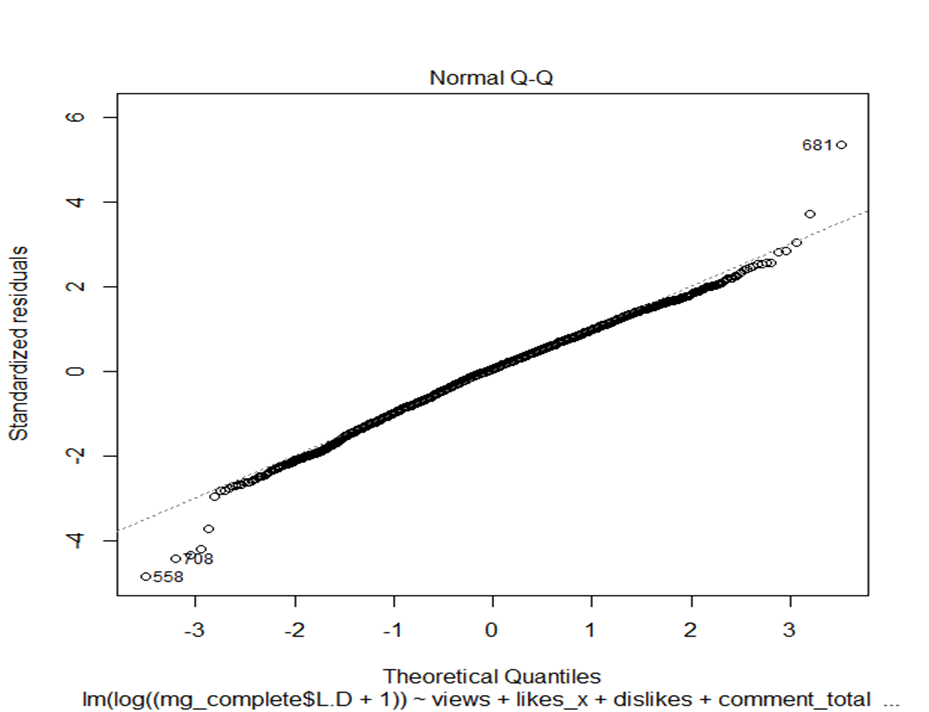 Normal Q-Q
6
4
2
0
-2
-4
Standardized residuals
681
708
558
-3 -2 -1 0 1 2 3
Theoretical Quantiles
lm(log((mg_complete$L.D + 1)) ~ views + likes_x + dislikes + comment_total ...